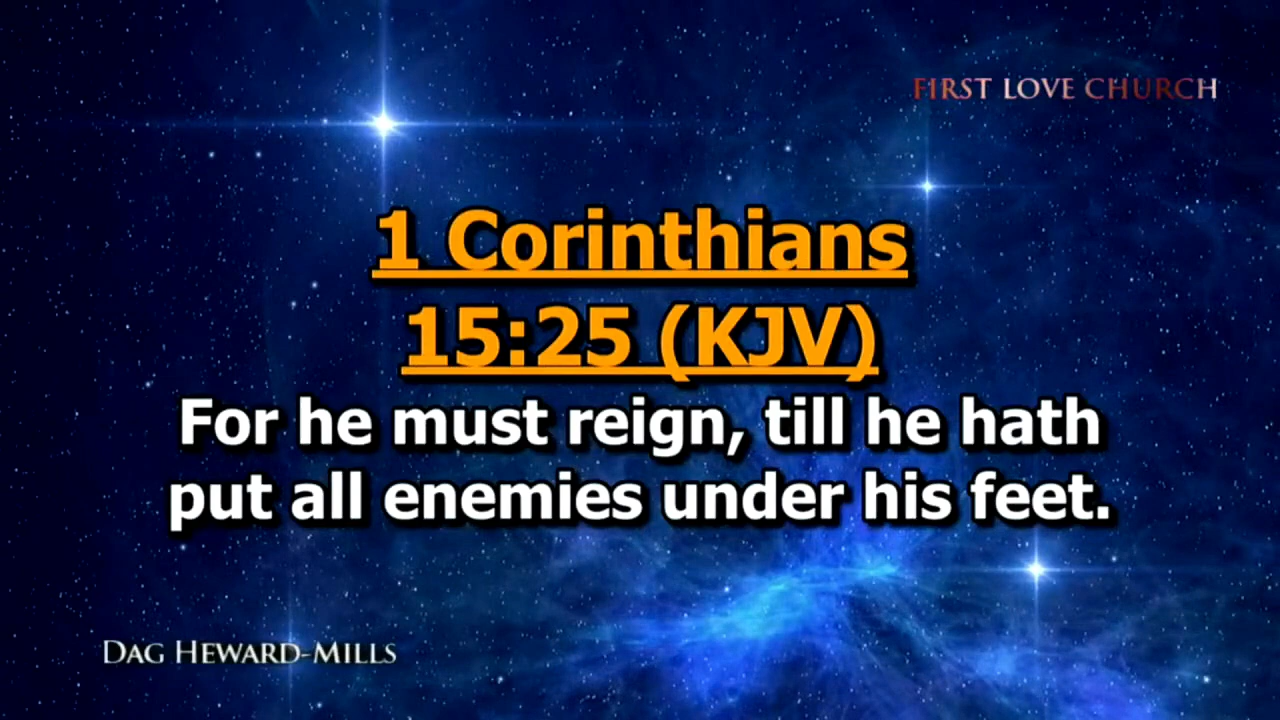 FIRST LOVE CHURCH
1 Corinthians
15:25 (KJV)
For he must reign, till he hath
put all enemies under his feet.
DAG HEWARD-MILLS